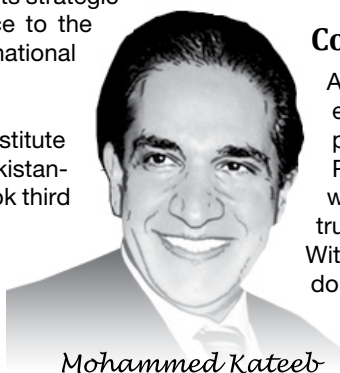 ts strategic
ce to the
national
stitute
kistan-
ok third
Co
A
e
p
F
w
tru
Wit
do
Mohammed Kateeb